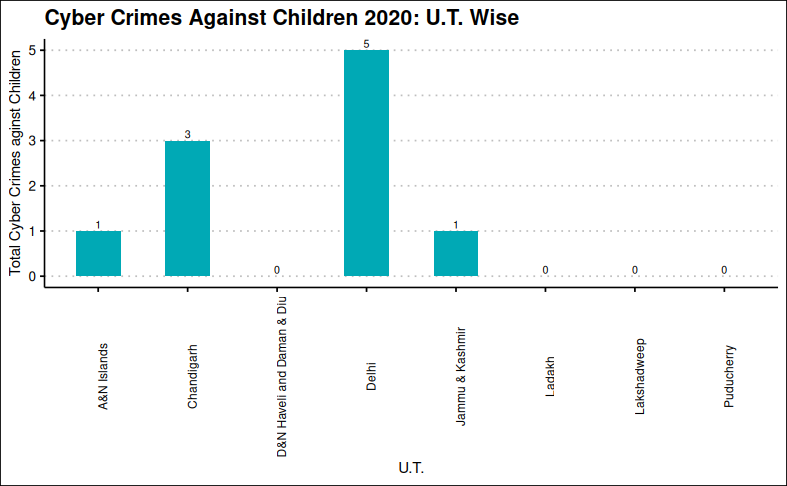 Cyber Crimes Against Children 2020: U.T. Wise
Total Cyber Crimes aginst Children
5
4
3
2
1
0
1
3
0
5
1
0
0
0
A&N Islands
Chandigarh
D&N Haveli and Daman & Diu
Delhi
Jammu & Kashmir
Ladakh
Lakshadweep
Puducherry
U.T.